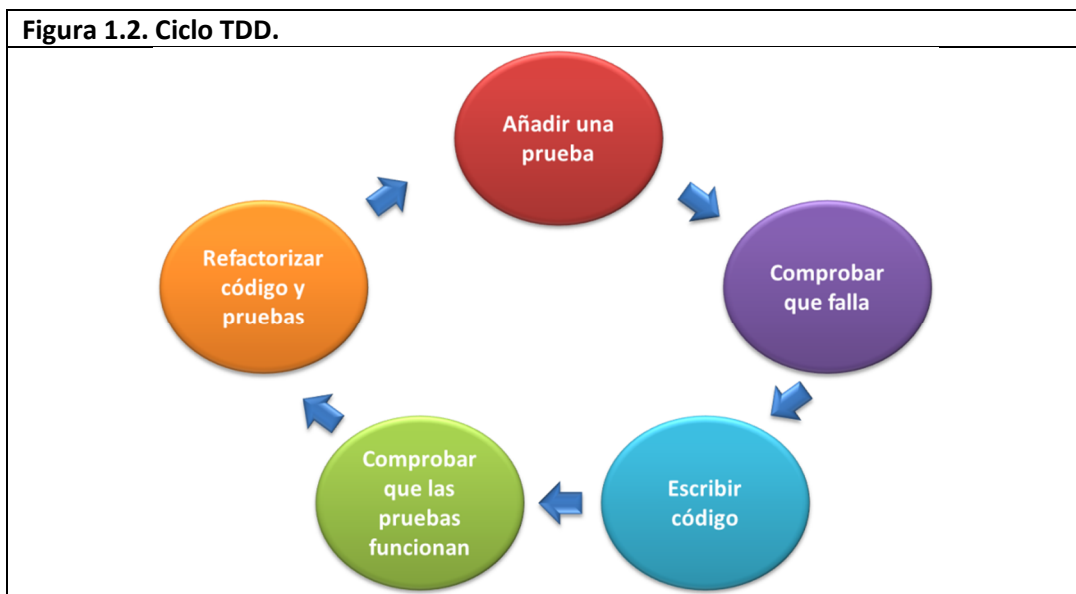 Figura 1.2. Ciclo TDD.
Añadir una
prueba
Comprobar
que falla
Escribir
código
Comprobar
que las
pruebas
funcionan
Refactorizar
código y
pruebas